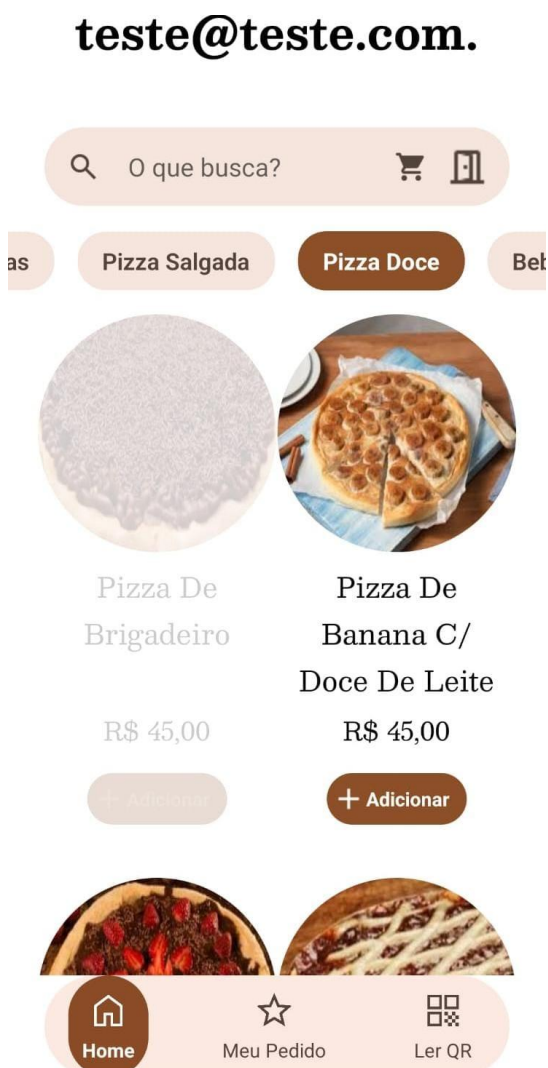 teste@teste.com.
O que busca?
as
Pizza Salgada
Pizza Doce
Beb
Pizza De
Brigadeiro
R$ 45,00
+ Adicionar
Pizza De
Banana C/
Doce De Leite
R$ 45,00
+ Adicionar
Home
Meu Pedido
Ler QR